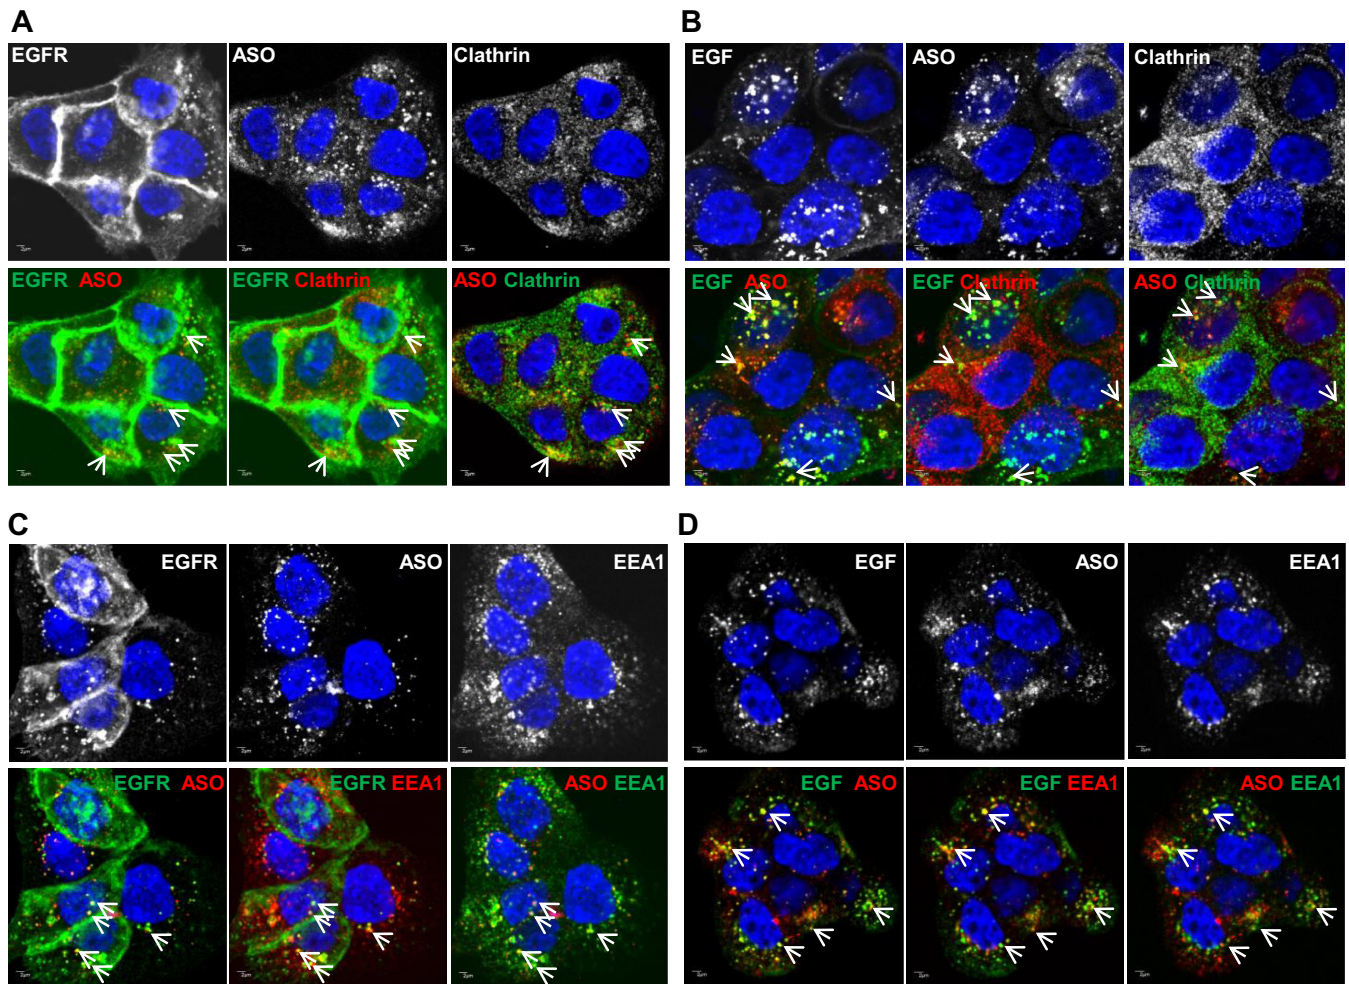 A
B
EGFR
ASO
Clathrin
EGF
ASO
Clathrin
EGFR ASO
EGFR Clathrin
ASO Clathrin
EGF ASO
EGF Clathrin
ASO Clathrin
C
D
EGFR
ASO
EEA1
EGF
ASO
EEA1
EGFR ASO
EGFR EEA1
ASO EEA1
EGF ASO
EGF EEA1
ASO EEA1